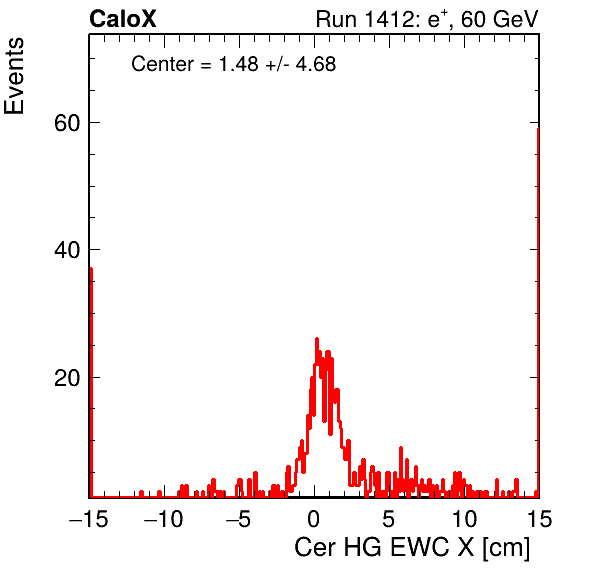 CaloX Run 1412: e+, 60 GeV
Center = 1.48 +/- 4.68
Events
60
40
20
−15 −10 −5 0 5 10 15
Cer HG EWC X [cm]